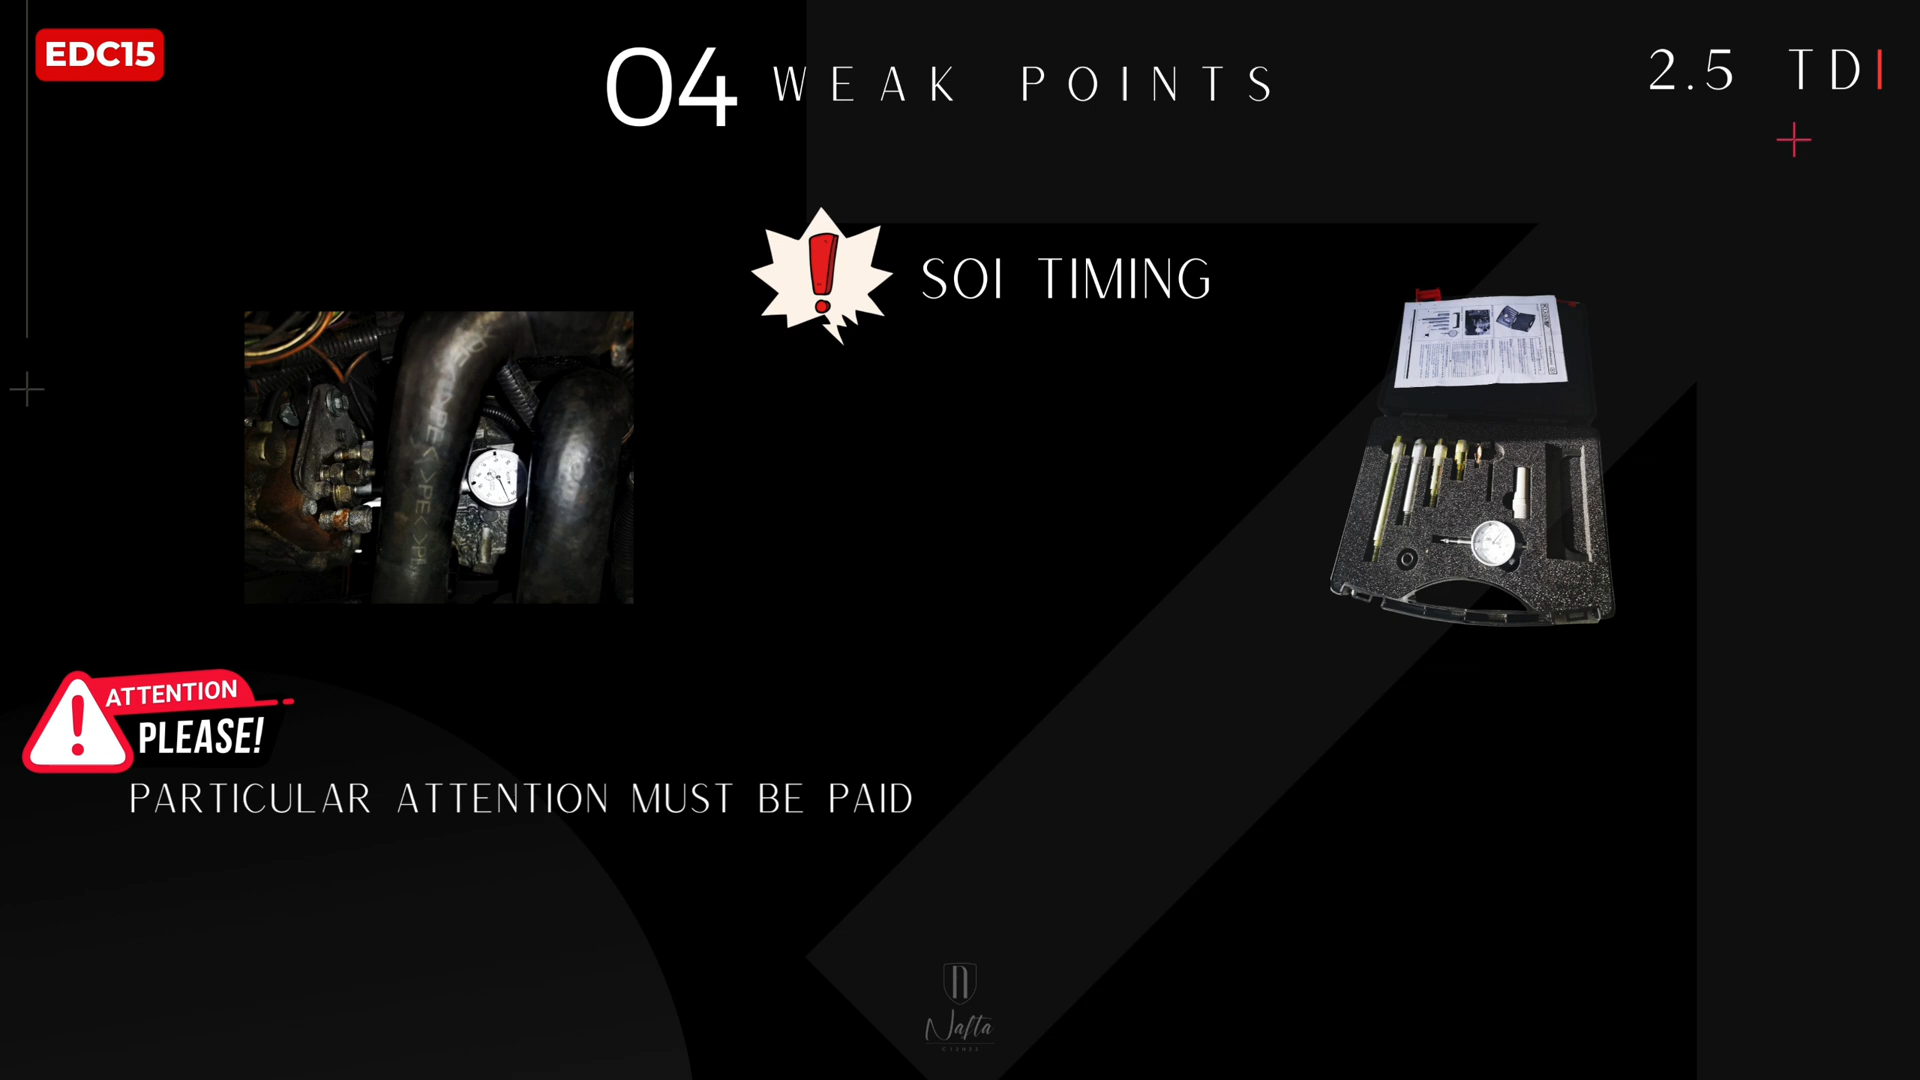 EDC15
04 WEAK POINTS
2.5 TDI
SOI TIMING
ATTENTION
PLEASE!
PARTICULAR ATTENTION MUST BE PAID
Nafta